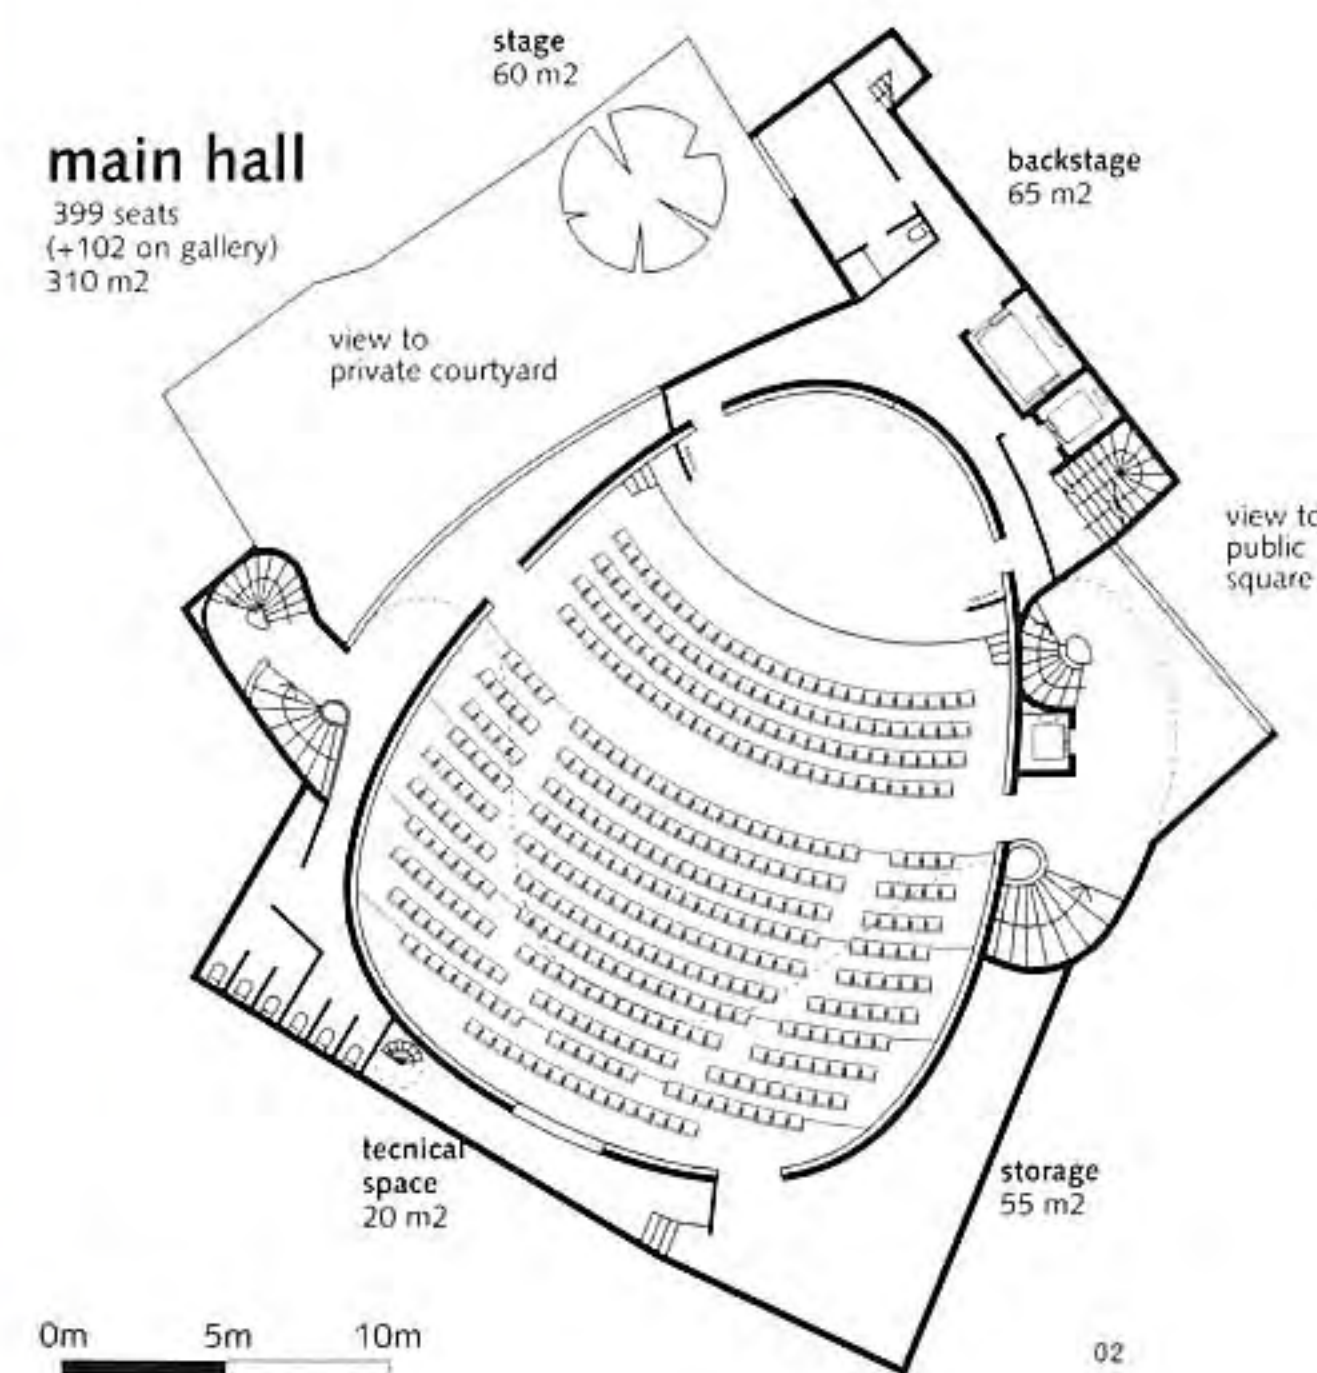 stage
60 m2
main hall
399 seats
(+102 on gallery)
310 m2
backstage
65 m2
view to
private courtyard
view to
public
square
tecnical
space
20 m2
storage
55 m2
0m 5m 10m
02